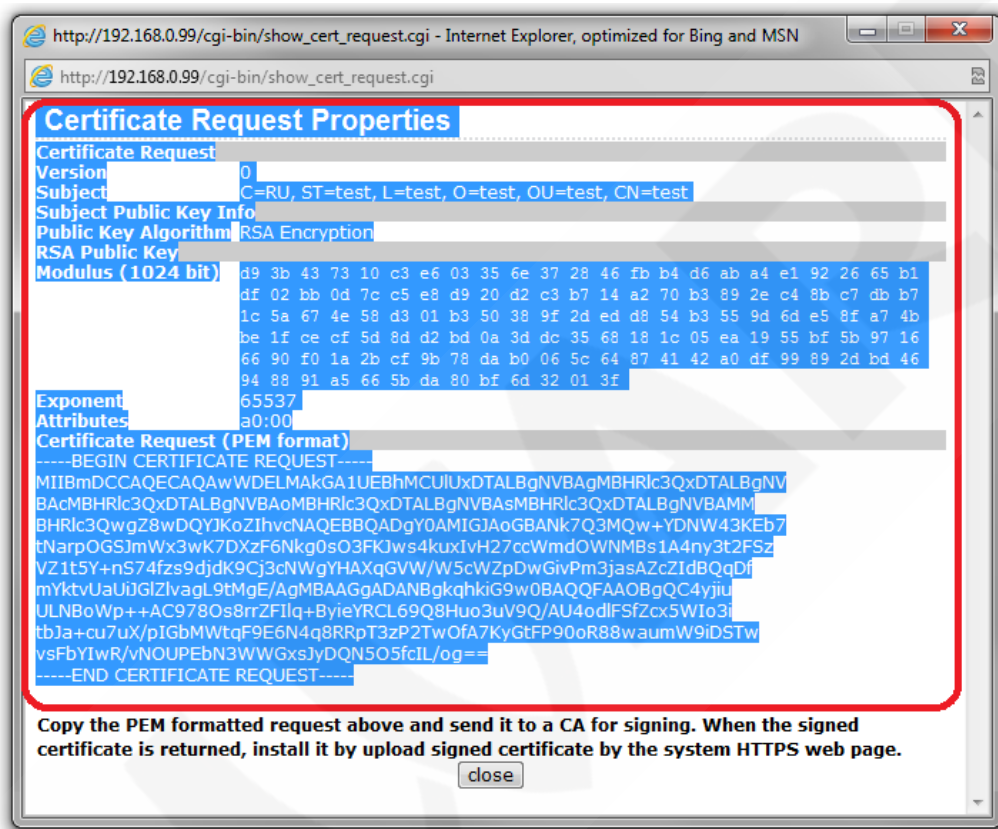 http://192.168.0.99/cgi-bin/show_cert_request.cgi - Internet Explorer, optimized for Bing and MSN
http://192.168.0.99/cgi-bin/show_cert_request.cgi
Certificate Request Properties
Certificate Request
Version 0
Subject C=RU, ST=test, L=test, O=test, OU=test, CN=test
Subject Public Key Info
Public Key Algorithm RSA Encryption
RSA Public Key
Modulus (1024 bit) d9 3b 43 73 10 c3 e6 03 35 6e 37 28 46 fb b4 d6 ab a4 e1 92 26 65 b1
df 02 bb 0d 7c c5 e8 d9 20 d2 c3 b7 14 a2 70 b3 89 2e c4 8b c7 db b7
1c 5a 67 4e 58 d3 01 b3 50 38 9f 2d ed d8 54 b3 55 9d 6d e5 8f a7 4b
be 1f ce cf 5d 8d d2 bd 0a 3d dc 35 68 18 1c 05 ea 19 55 bf 5b 97 16
66 90 f0 1a 2b cf 9b 78 da b0 06 5c 64 87 41 42 a0 df 99 89 2d bd 46
94 88 91 a5 66 5b da 80 bf 6d 32 01 3f
Exponent 65537
Attributes a0:00
Certificate Request (PEM format)
-----BEGIN CERTIFICATE REQUEST-----
MIIBmDCCAQECAQAwWDELMAkGA1UEBhMCUlUxDTALBgNVBAgMBHRlc3QxDTALBgNV
BAcMBHRlc3QxDTALBgNVBAoMBHRlc3QxDTALBgNVBAsMBHRlc3QxDTALBgNVBAMM
BHRlc3QwgZ8wDQYJKoZIhvcNAQEBBQADgY0AMIGJAoGBANk7Q3MQw+YDNW43KEb7
tNarpOGSJmWx3wK7DXzF6Nkg0sO3FKJws4kuxIvH27ccWmdOWNMBs1A4ny3t2FSz
VZ1t5Y+nS74fzs9djdK9Cj3cNWgYHAXqGVW/W5cWZpDwGivPm3jasAZcZIdBQqDf
mYktvUaUiJGlZlvagL9tMgE/AgMBAAGgADANBgkqhkiG9w0BAQQFAAOBgQC4yjiu
ULNBoWp++AC978Os8rrZFIlq+ByieYRCL69Q8Huo3uV9Q/AU4odlFSfZcx5WIo3i
tbJa+cu7uX/pIGbMWtqF9E6N4q8RRpT3zP2TwOfA7KyGtFP90oR88waumW9iDSTw
vsFbYIwR/vNOUPEbN3WWGxsJyDQN5O5fcIL/og==
-----END CERTIFICATE REQUEST-----
Copy the PEM formatted request above and send it to a CA for signing. When the signed
certificate is returned, install it by upload signed certificate by the system HTTPS web page.
close